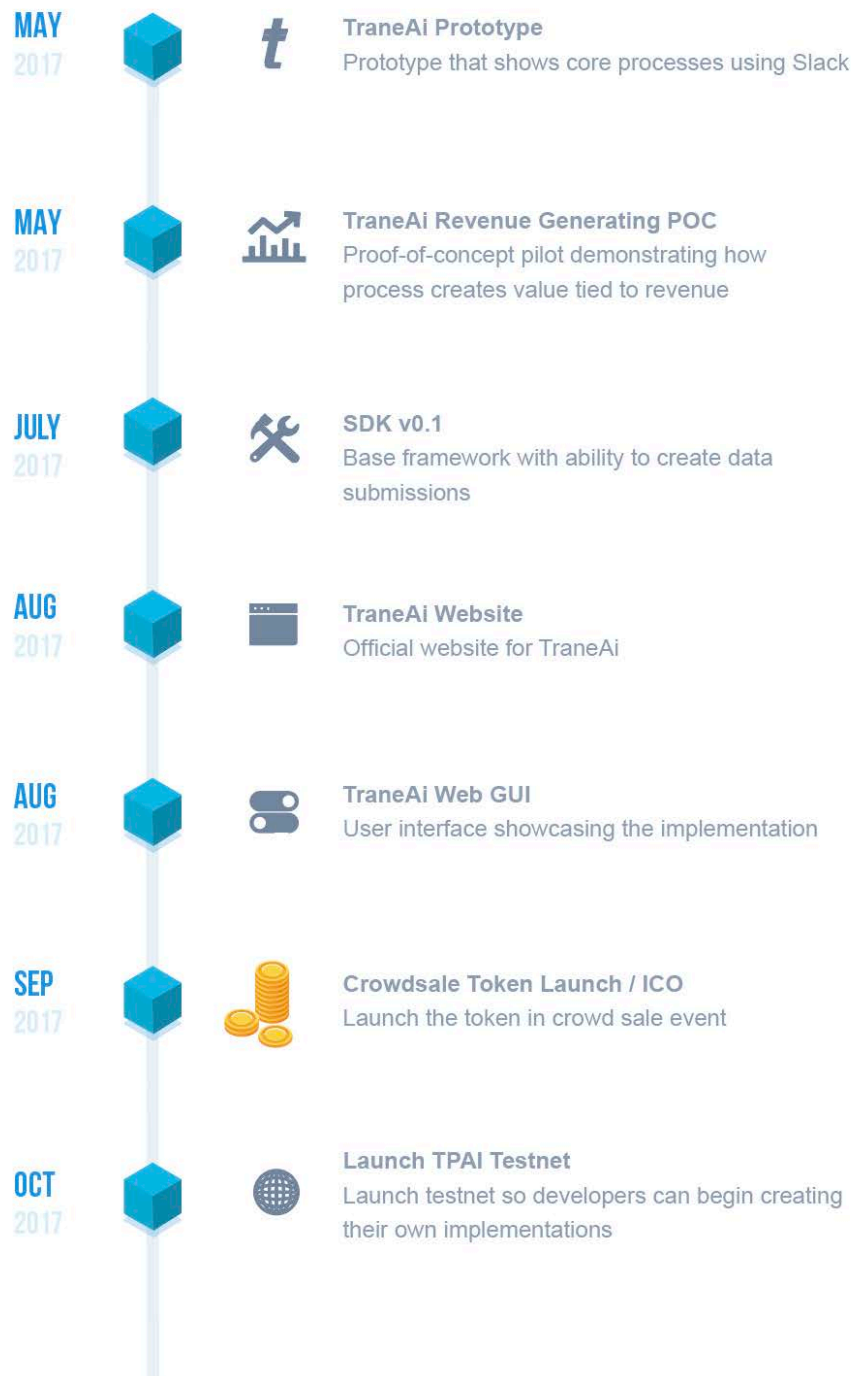 MAY
2017
t
TraneAi Prototype
Prototype that shows core processes using Slack
MAY
2017
TraneAi Revenue Generating POC
Proof-of-concept pilot demonstrating how
process creates value tied to revenue
JULY
2017
SDK v0.1
Base framework with ability to create data
submissions
AUG
2017
TraneAi Website
Official website for TraneAi
AUG
2017
TraneAi Web GUI
User interface showcasing the implementation
SEP
2017
Crowdsale Token Launch / ICO
Launch the token in crowd sale event
OCT
2017
Launch TPAI Testnet
Launch testnet so developers can begin creating
their own implementations